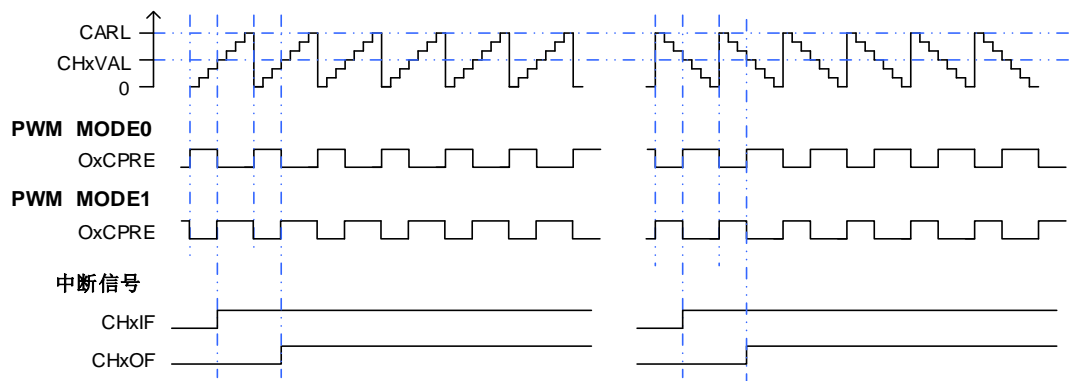 CARL
CHxVAL
0
PWM MODE0
OxCPRE
PWM MODE1
OxCPRE
中断信号
CHxIF
CHxOF